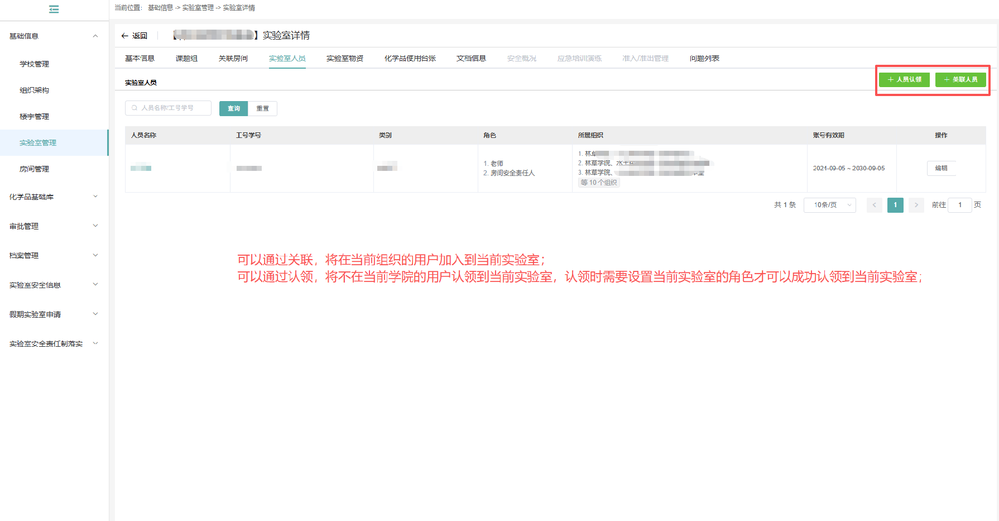 当前位置： 基础信息 -> 实验室管理 -> 实验室详情
基础信息
学校管理
组织架构
楼宇管理
实验室管理
房间管理
化学品基础库
审批管理
档案管理
实验室安全信息
假期实验室申请
实验室安全责任制落实
返回
【 】实验室详情
基本信息 课题组 关联房间 实验室人员 实验室物资 化学品使用台账 文档信息 安全概况 应急培训演练 准入/准出管理 问题列表
实验室人员
＋ 人员认领 ＋ 关联人员
人员名称/工号学号 查询 重置
人员名称 工号学号 类别 角色 所属组织 账号有效期 操作
1. 老师
2. 房间安全责任人
1. 林草
2. 林草学院、水土
3. 林草学院、
等 10 个组织
2024-09-05 ~ 2030-09-05
编辑
共 1 条 10条/页 < 1 > 前往 1 页
可以通过关联，将在当前组织的用户加入到当前实验室；
可以通过认领，将不在当前学院的用户认领到当前实验室，认领时需要设置当前实验室的角色才可以成功认领到当前实验室；